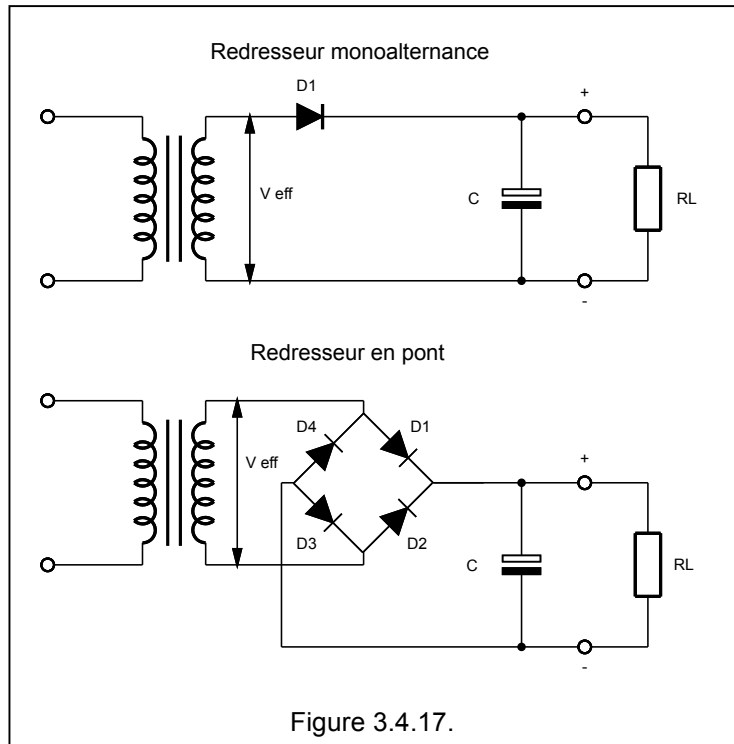 Redresseur monoalternance
D1
+
V eff
C
RL
-
Redresseur en pont
D4
D1
+
V eff
D3
D2
C
RL
-
Figure 3.4.17.